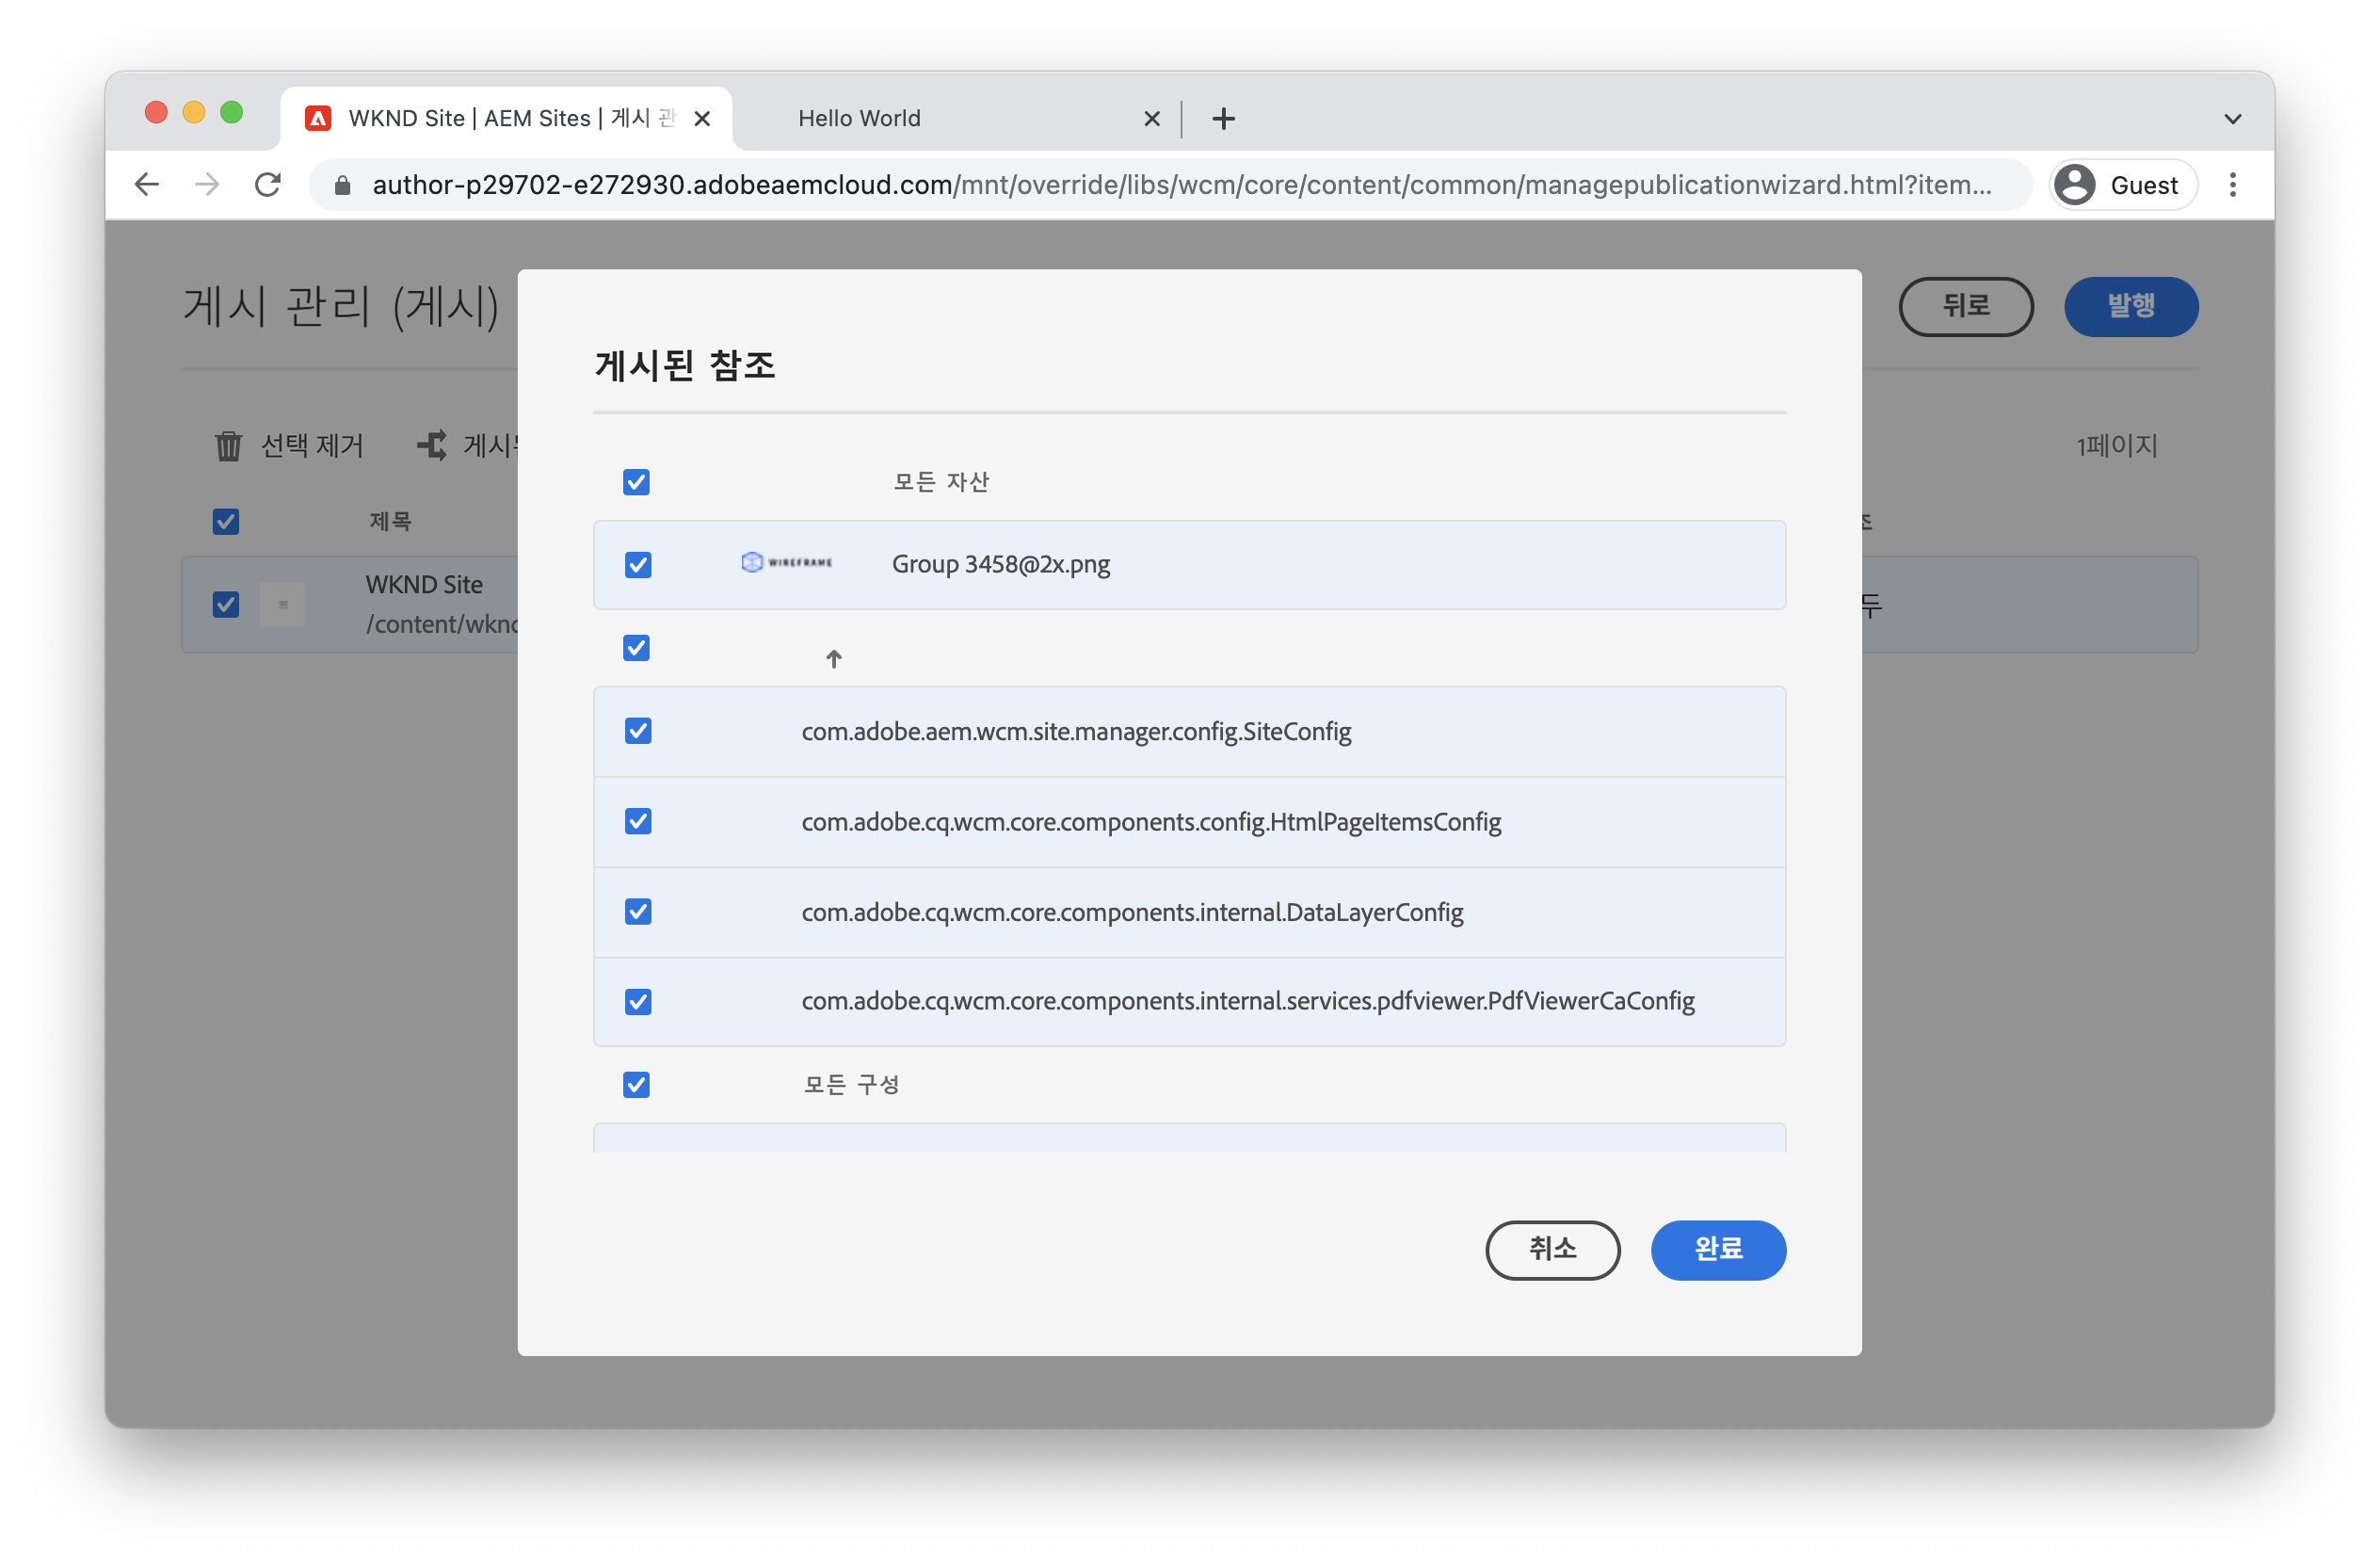 WKND Site | AEM Sites | 게시 관
Hello World
author-p29702-e272930.adobeaemcloud.com/mnt/override/libs/wcm/core/content/common/managepublicationwizard.html?item...
Guest
게시 관리 (게시)
뒤로
발행
선택 제거
게시
1페이지
제목
조
WKND Site
/content/wknd
두
게시된 참조
모든 자산
WIREFRAME
Group 3458@2x.png
com.adobe.aem.wcm.site.manager.config.SiteConfig
com.adobe.cq.wcm.core.components.config.HtmlPageItemsConfig
com.adobe.cq.wcm.core.components.internal.DataLayerConfig
com.adobe.cq.wcm.core.components.internal.services.pdfviewer.PdfViewerCaConfig
모든 구성
취소
완료